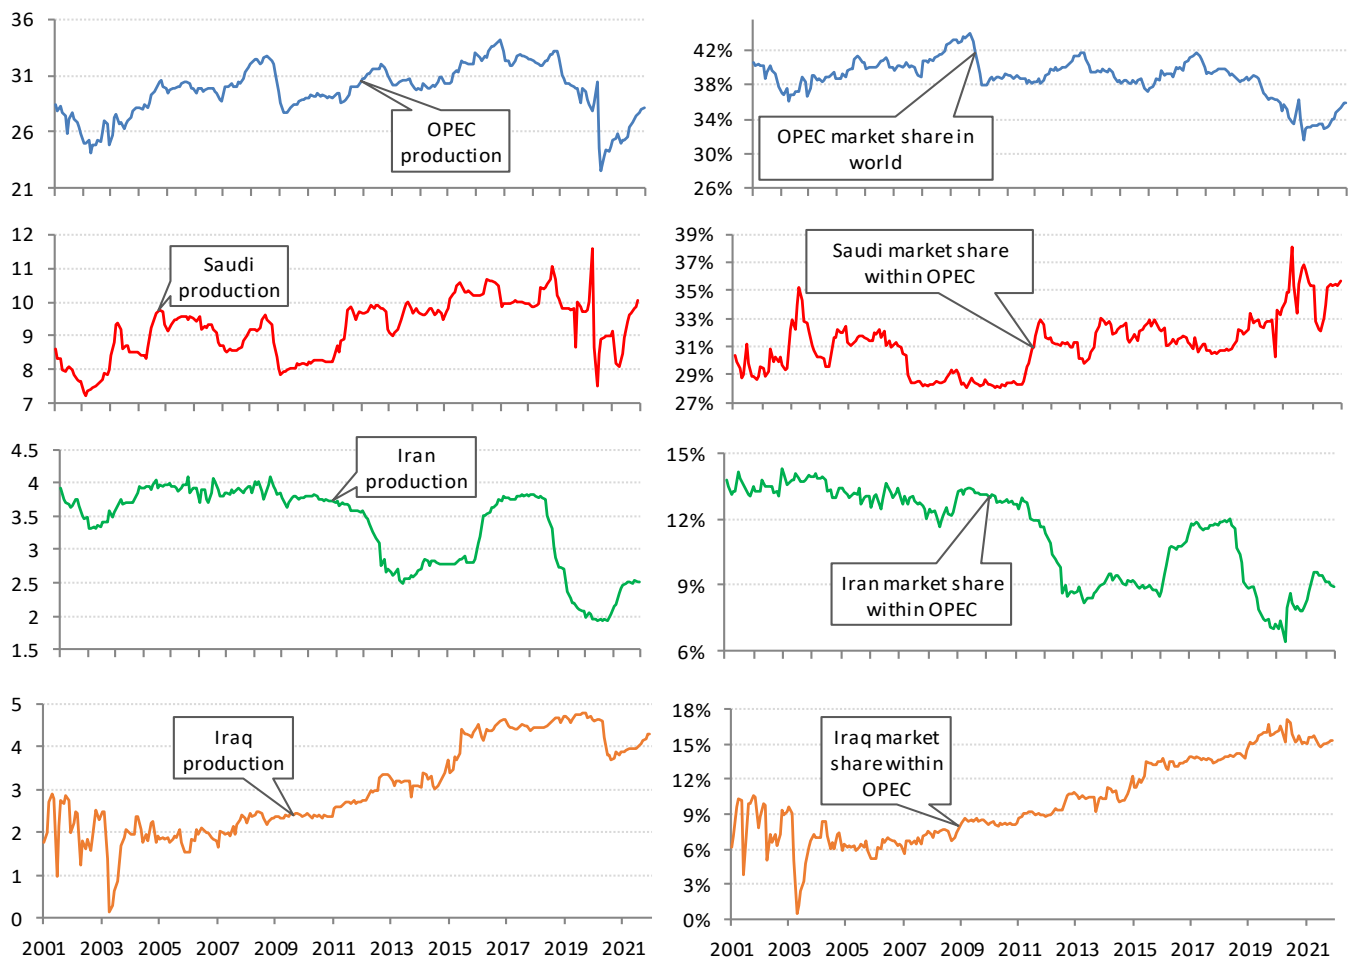 36
31
26
21
OPEC
production
42%
38%
34%
30%
26%
OPEC market share in
world
12
11
10
9
8
7
Saudi
production
39%
37%
35%
33%
31%
29%
27%
Saudi market share
within OPEC
4.5
4
3.5
3
2.5
2
1.5
Iran
production
15%
12%
9%
6%
Iran market share
within OPEC
5
4
3
2
1
0
Iraq
production
2001 2003 2005 2007 2009 2011 2013 2015 2017 2019 2021
18%
15%
12%
9%
6%
3%
0%
Iraq market
share within
OPEC
2001 2003 2005 2007 2009 2011 2013 2015 2017 2019 2021